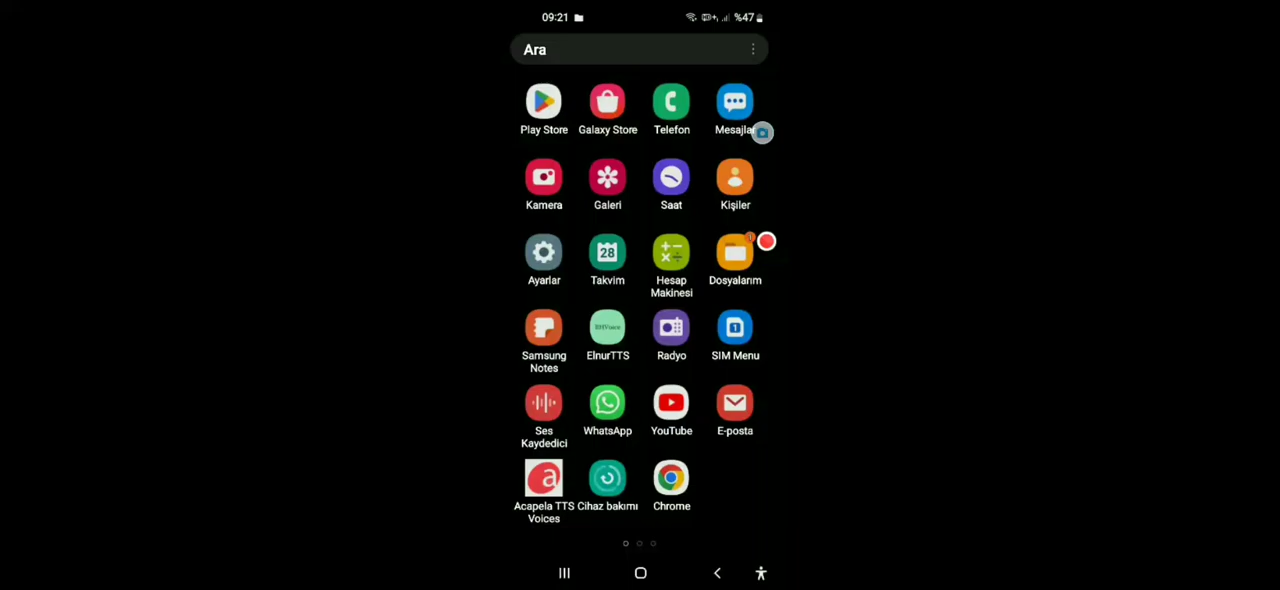 09:21 %47
Ara
Play Store Galaxy Store Telefon Mesajlar
Kamera Galeri Saat Kişiler
28
Ayarlar Takvim Hesap Makinesi Dosyalarım
1
Samsung Notes ElnurTTS Radyo SIM Menu
Ses Kaydedici WhatsApp YouTube E-posta
a
Acapela TTS Voices Cihaz bakımı Chrome